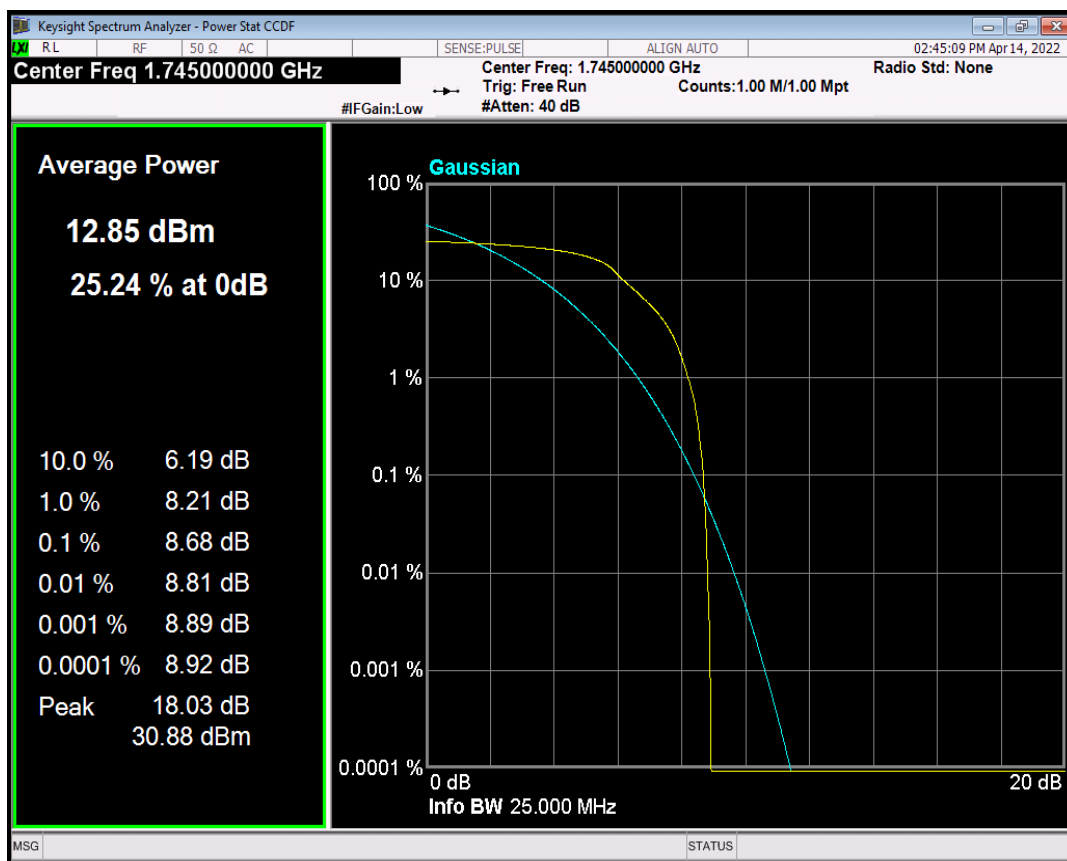 Keysight Spectrum Analyzer - Power Stat CCDF
LXI RL RF 50 Ω AC SENSE:PULSE ALIGN AUTO 02:45:09 PM Apr 14, 2022
Center Freq 1.745000000 GHz
Center Freq: 1.745000000 GHz
Radio Std: None
Trig: Free Run
Counts:1.00 M/1.00 Mpt
#IFGain:Low
#Atten: 40 dB
Average Power
12.85 dBm
25.24 % at 0dB
10.0 % 6.19 dB
1.0 % 8.21 dB
0.1 % 8.68 dB
0.01 % 8.81 dB
0.001 % 8.89 dB
0.0001 % 8.92 dB
Peak 18.03 dB
30.88 dBm
Gaussian
100 %
10 %
1 %
0.1 %
0.01 %
0.001 %
0.0001 %
0 dB 20 dB
Info BW 25.000 MHz
MSG STATUS